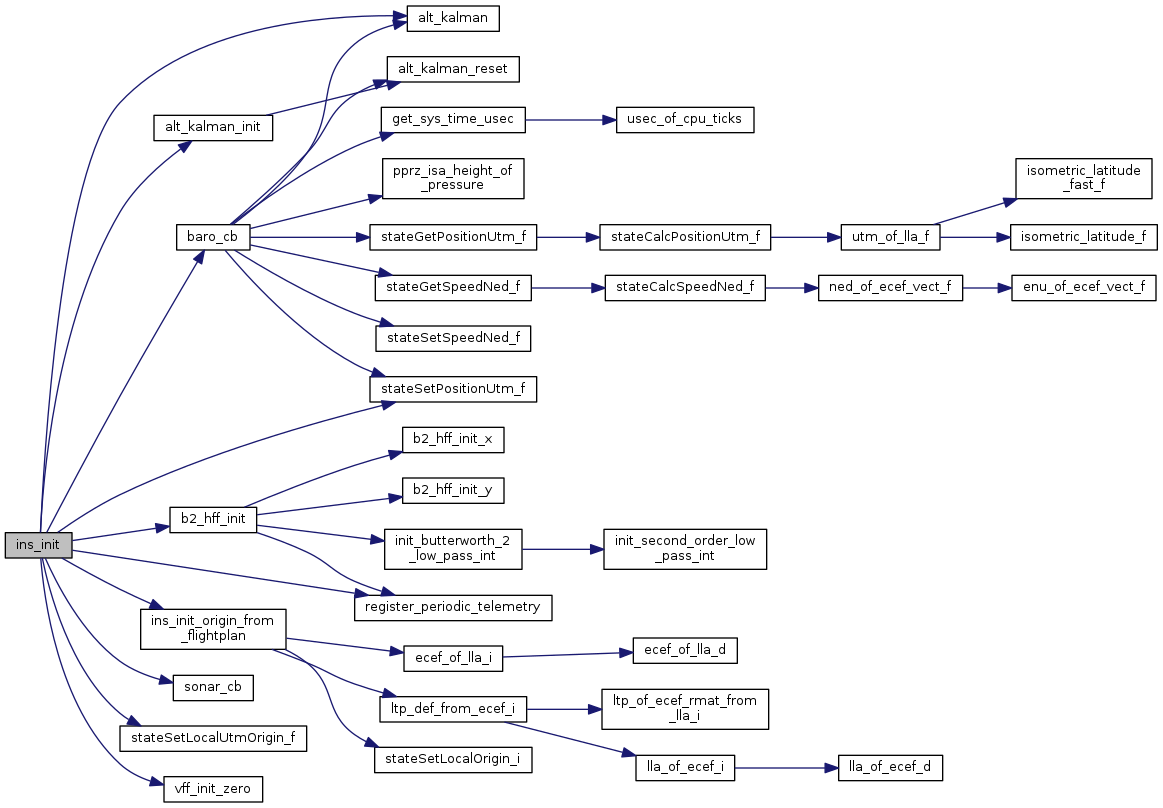 alt_kalman
alt_kalman_reset
get_sys_time_usec
usec_of_cpu_ticks
alt_kalman_init
pprz_isa_height_of
_pressure
isometric_latitude
_fast_f
baro_cb
stateGetPositionUtm_f
stateCalcPositionUtm_f
utm_of_lla_f
isometric_latitude_f
stateGetSpeedNed_f
stateCalcSpeedNed_f
ned_of_ecef_vect_f
enu_of_ecef_vect_f
stateSetSpeedNed_f
stateSetPositionUtm_f
b2_hff_init_x
b2_hff_init_y
b2_hff_init
ins_init
init_butterworth_2
_low_pass_int
init_second_order_low
_pass_int
register_periodic_telemetry
ins_init_origin_from
_flightplan
ecef_of_lla_i
ecef_of_lla_d
sonar_cb
ltp_def_from_ecef_i
ltp_of_ecef_rmat_from
_lla_i
stateSetLocalUtmOrigin_f
stateSetLocalOrigin_i
lla_of_ecef_i
lla_of_ecef_d
vff_init_zero